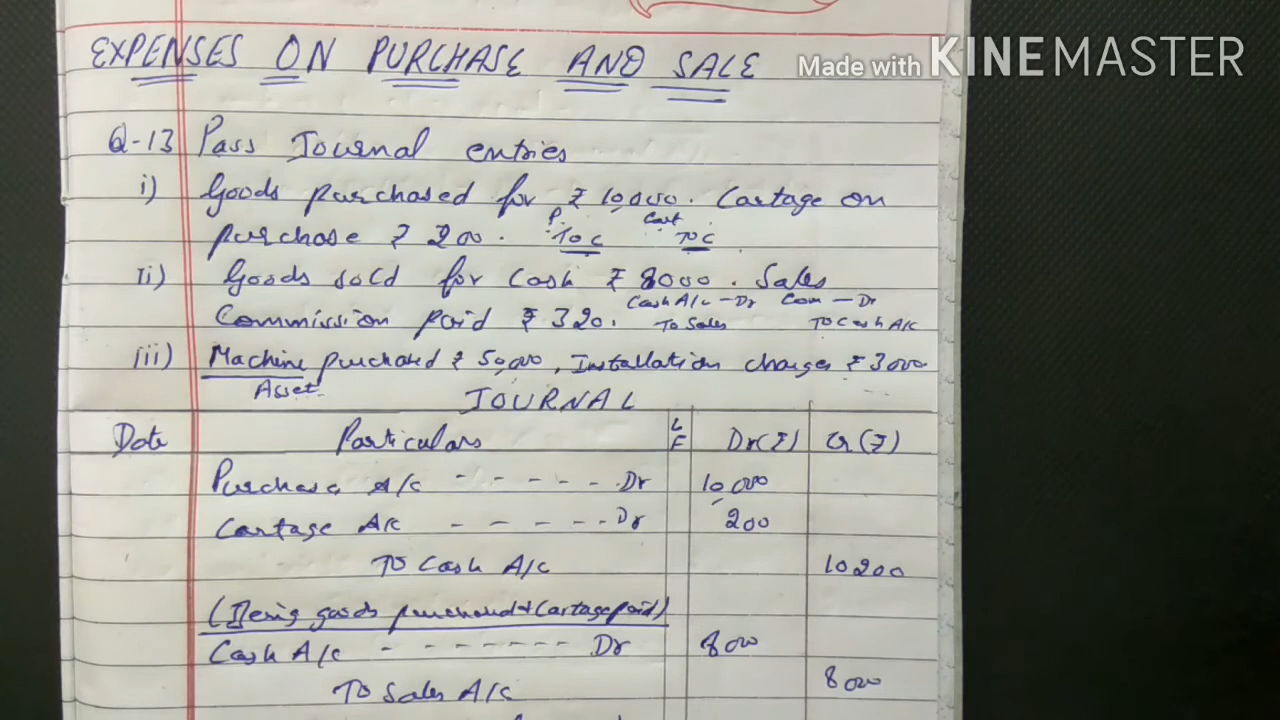 EXPENSES ON PURCHASE AND SALE
Made with KINEMASTER
Q-13 Pass Journal entries
i) Goods purchased for ₹ 10,000. Cartage on
P. Cart
purchase ₹ 200. To C To C
ii) Goods sold for cash ₹ 8000. Sales
Cash A/c - Dr Com - Dr
Commission paid ₹ 320. To Sales To Cash A/c
iii) Machine purchased ₹ 50,000, Installation charges ₹ 3000
Asset
JOURNAL
Date Particulars LF Dr(₹) Cr(₹)
Purchase A/c - - - - - Dr 10,000
Cartage A/c - - - - - Dr 200
To Cash A/c 10200
(Being goods purchased & Cartage paid)
Cash A/c - - - - - - - Dr 8000
To Sales A/c 8000